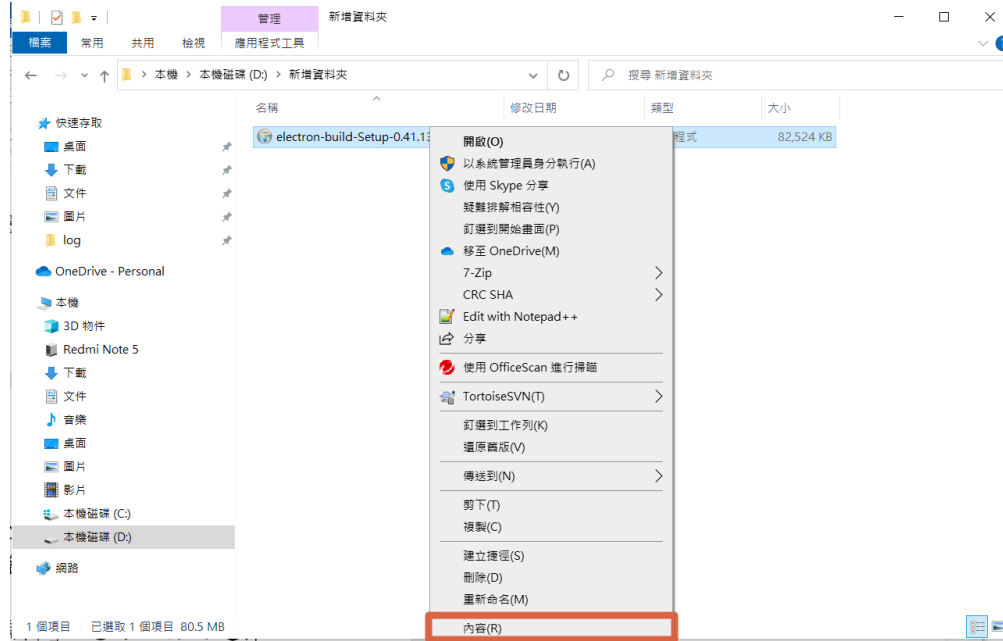 管理
新增資料夾
檔案
常用
共用
檢視
應用程式工具
本機
本機磁碟 (D:)
新增資料夾
搜尋 新增資料夾
名稱
修改日期
類型
大小
electron-build-Setup-0.41.13
程式
82,524 KB
快速存取
桌面
下載
文件
圖片
log
OneDrive - Personal
本機
3D 物件
Redmi Note 5
下載
文件
音樂
桌面
圖片
影片
本機磁碟 (C:)
本機磁碟 (D:)
網路
開啟(O)
以系統管理員身分執行(A)
使用 Skype 分享
疑難排解相容性(Y)
釘選到開始畫面(P)
移至 OneDrive(M)
7-Zip
CRC SHA
Edit with Notepad++
分享
使用 OfficeScan 進行掃瞄
TortoiseSVN(T)
釘選到工作列(K)
還原舊版(V)
傳送到(N)
剪下(T)
複製(C)
建立捷徑(S)
刪除(D)
重新命名(M)
內容(R)
1 個項目
已選取 1 個項目 80.5 MB